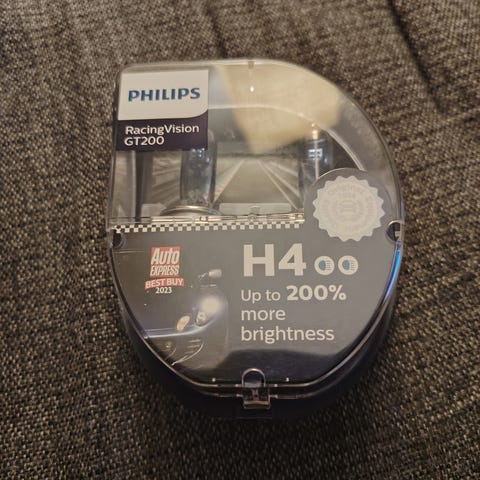 PHILIPS
RacingVision
GT200
Auto
EXPRESS
BEST BUY
2023
H4
Up to 200%
more
brightness